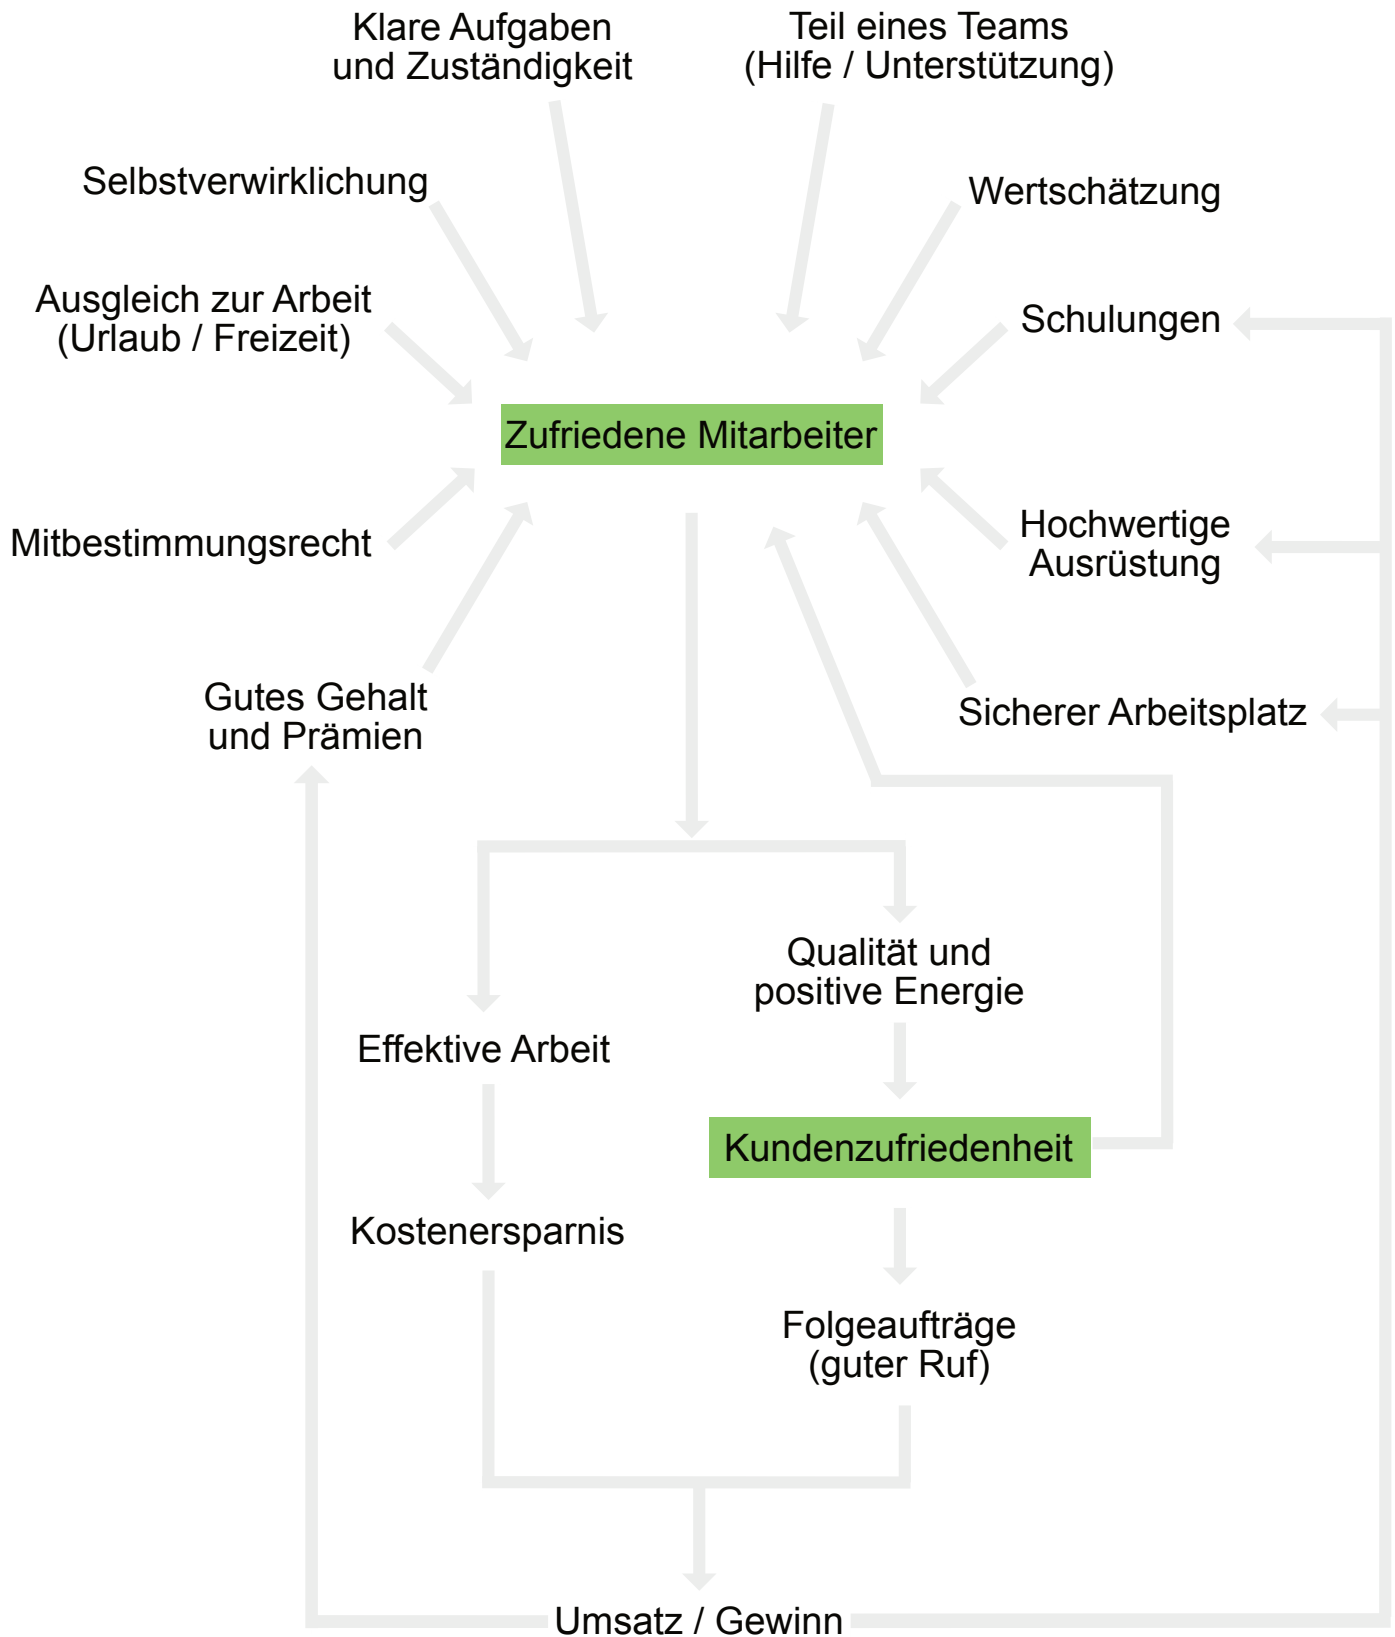 Klare Aufgaben
und Zuständigkeit
Teil eines Teams
(Hilfe / Unterstützung)
Selbstverwirklichung
Wertschätzung
Ausgleich zur Arbeit
(Urlaub / Freizeit)
Schulungen
Zufriedene Mitarbeiter
Mitbestimmungsrecht
Hochwertige
Ausrüstung
Gutes Gehalt
und Prämien
Sicherer Arbeitsplatz
Qualität und
positive Energie
Effektive Arbeit
Kundenzufriedenheit
Kostenersparnis
Folgeaufträge
(guter Ruf)
Umsatz / Gewinn